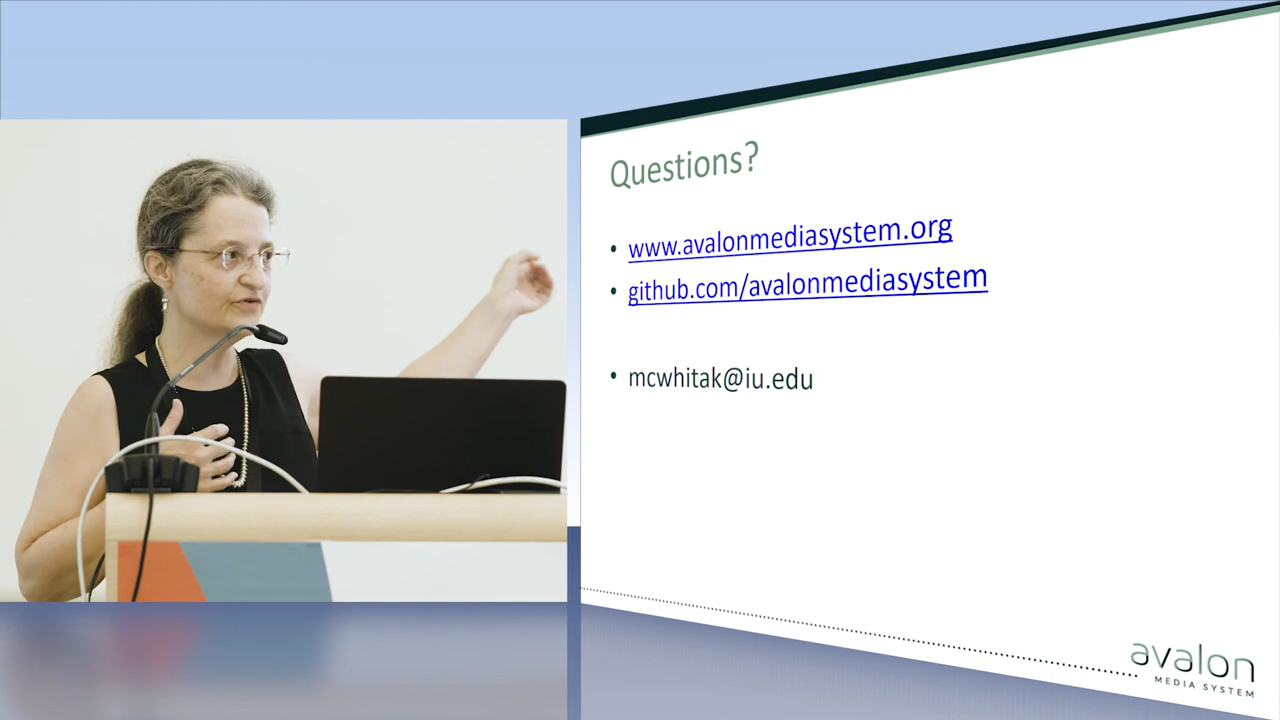 Questions?
www.avalonmediasystem.org
github.com/avalonmediasystem
mcwhitak@iu.edu
avalon
MEDIA SYSTEM